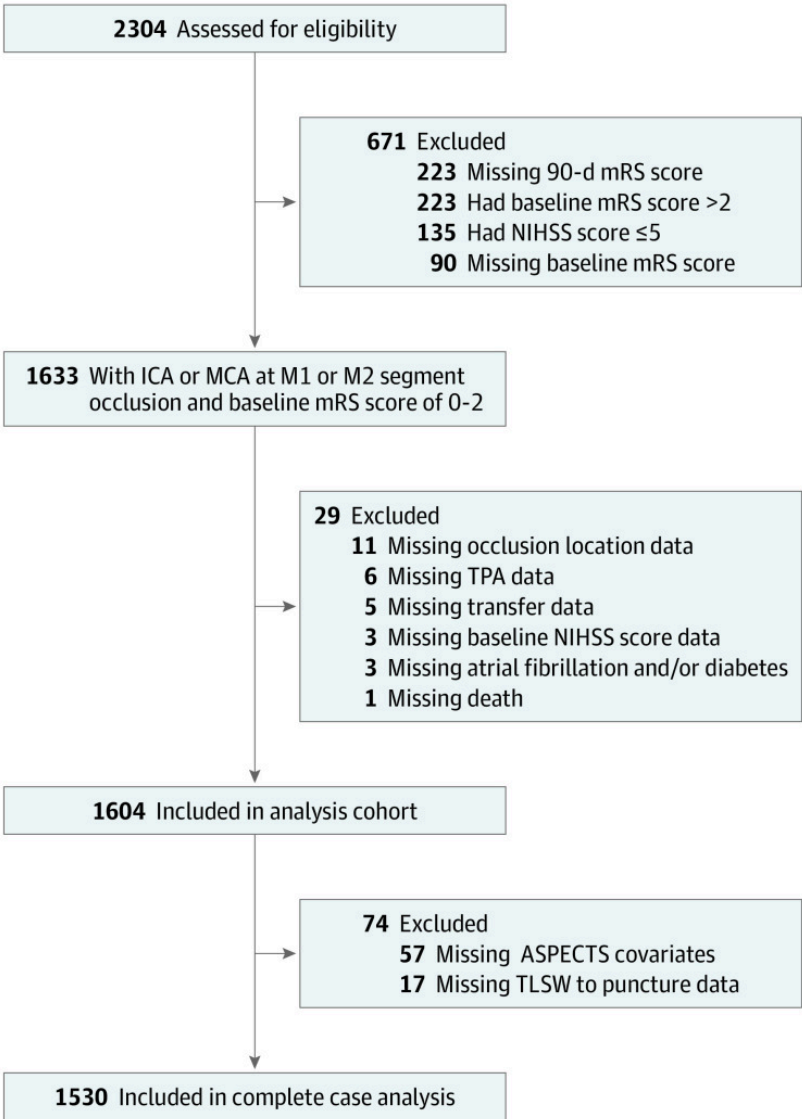 2304 Assessed for eligibility
671 Excluded
223 Missing 90-d mRS score
223 Had baseline mRS score >2
135 Had NIHSS score ≤5
90 Missing baseline mRS score
1633 With ICA or MCA at M1 or M2 segment
occlusion and baseline mRS score of 0-2
29 Excluded
11 Missing occlusion location data
6 Missing TPA data
5 Missing transfer data
3 Missing baseline NIHSS score data
3 Missing atrial fibrillation and/or diabetes
1 Missing death
1604 Included in analysis cohort
74 Excluded
57 Missing ASPECTS covariates
17 Missing TLSW to puncture data
1530 Included in complete case analysis